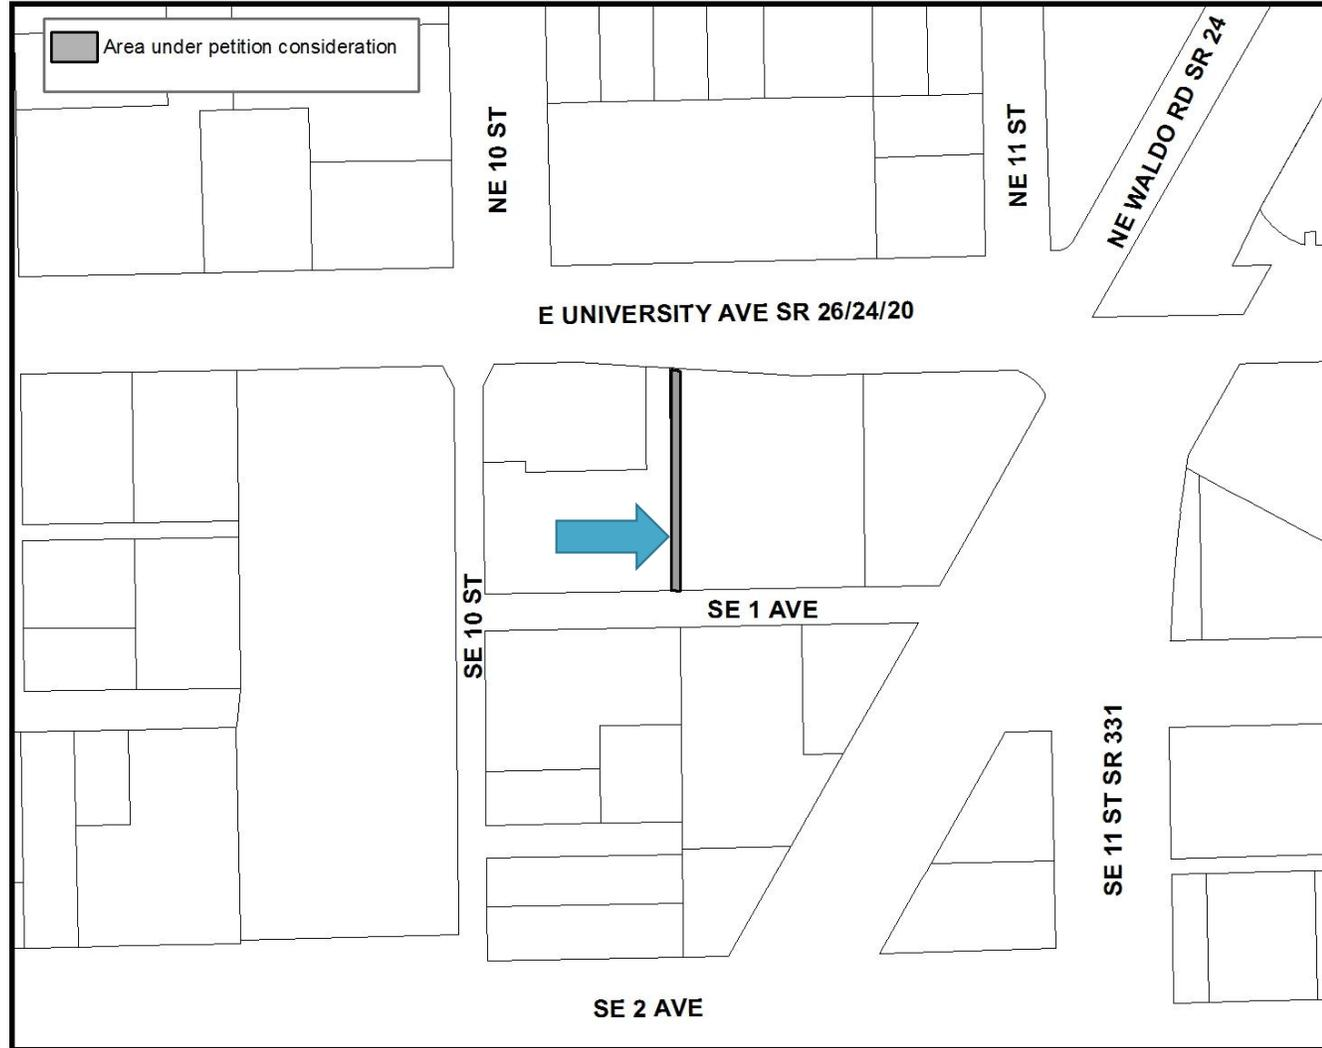 Area under petition consideration
NE 10 ST
NE 11 ST
NE WALDO RD SR 24
E UNIVERSITY AVE SR 26/24/20
SE 10 ST
SE 1 AVE
SE 11 ST SR 331
SE 2 AVE